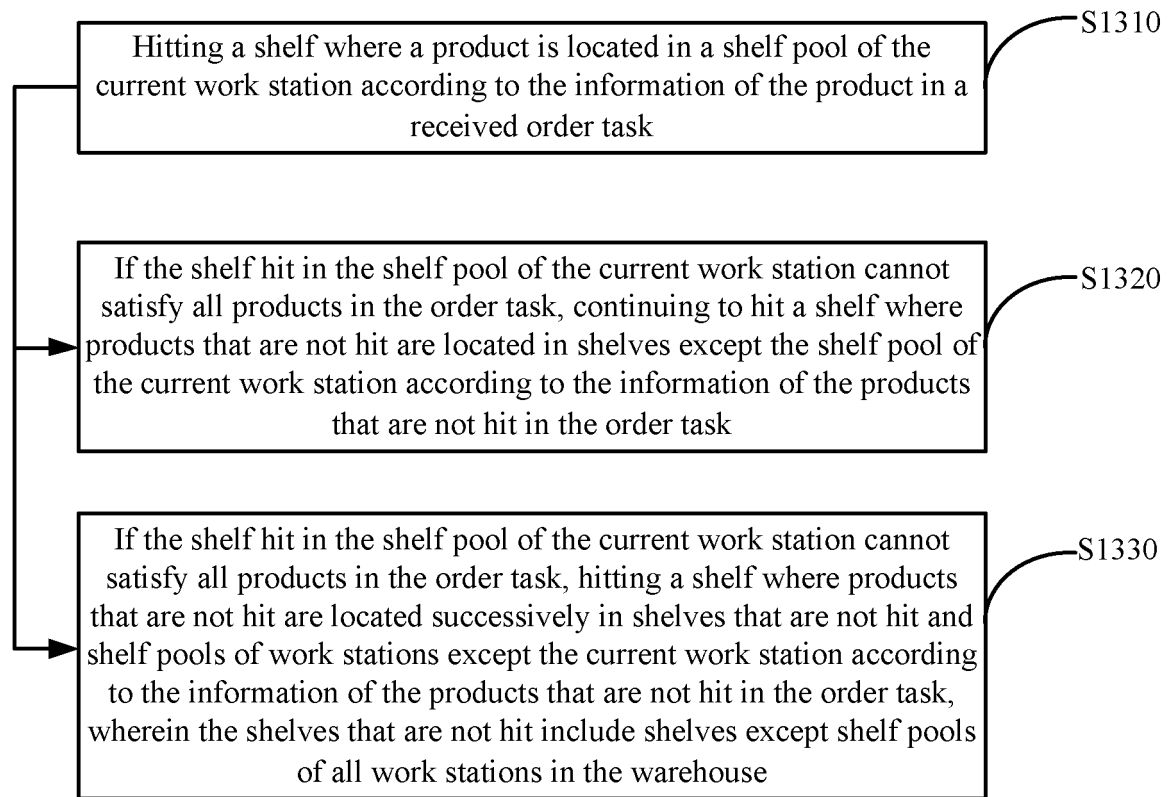 Hitting a shelf where a product is located in a shelf pool of the
current work station according to the information of the product in a
received order task
S1310
If the shelf hit in the shelf pool of the current work station cannot
satisfy all products in the order task, continuing to hit a shelf where
products that are not hit are located in shelves except the shelf pool of
the current work station according to the information of the products
that are not hit in the order task
S1320
If the shelf hit in the shelf pool of the current work station cannot
satisfy all products in the order task, hitting a shelf where products
that are not hit are located successively in shelves that are not hit and
shelf pools of work stations except the current work station according
to the information of the products that are not hit in the order task,
wherein the shelves that are not hit include shelves except shelf pools
of all work stations in the warehouse
S1330